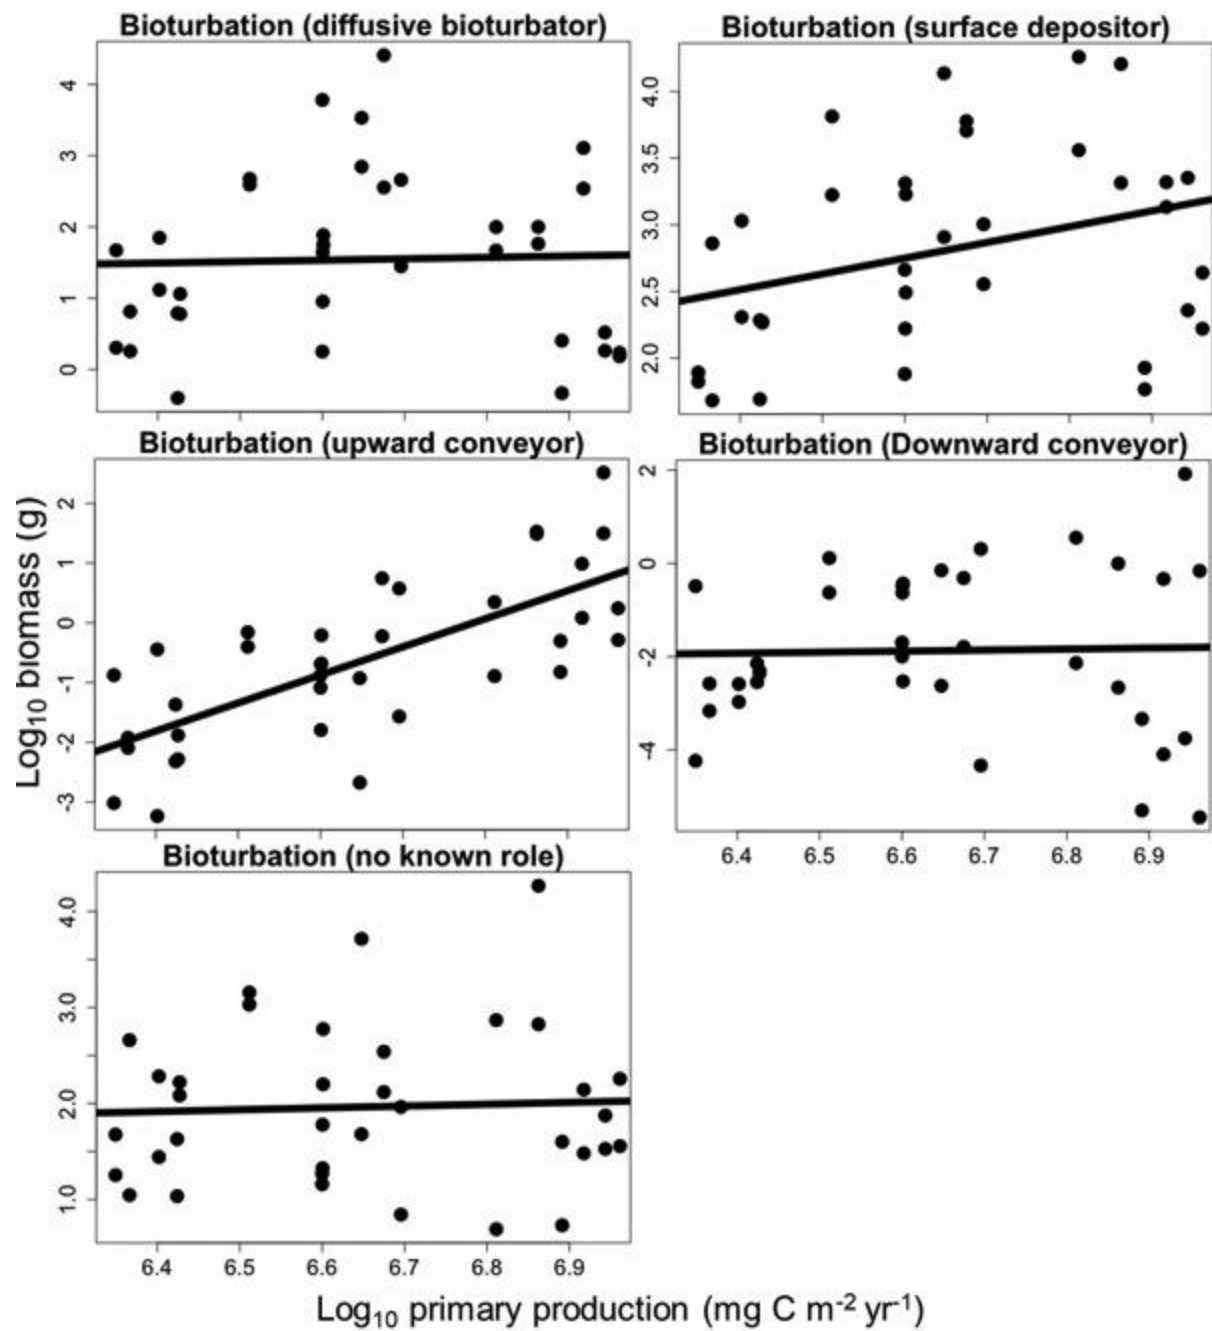 Bioturbation (diffusive bioturbator)
4
3
2
1
0
Bioturbation (surface depositor)
4.0
3.5
3.0
2.5
2.0
Bioturbation (upward conveyor)
2
1
0
-1
-2
-3
Bioturbation (Downward conveyor)
2
0
-2
-4
6.4 6.5 6.6 6.7 6.8 6.9
Log₁₀ biomass (g)
Bioturbation (no known role)
4.0
3.0
2.0
1.0
6.4 6.5 6.6 6.7 6.8 6.9
Log₁₀ primary production (mg C m⁻² yr⁻¹)